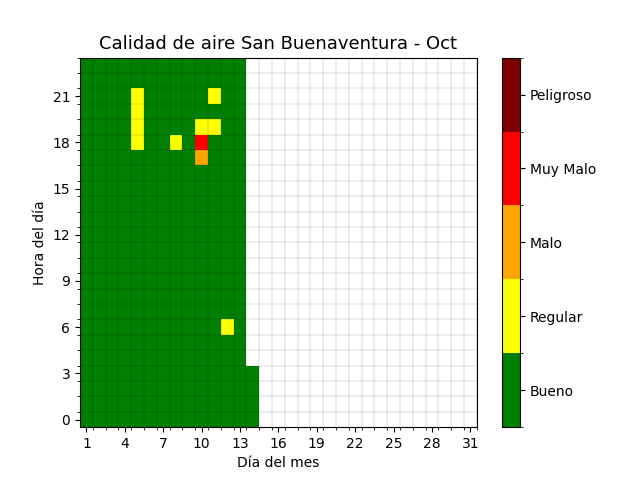 Calidad de aire San Buenaventura - Oct
Hora del día
21
18
15
12
9
6
3
0
1 4 7 10 13 16 19 22 25 28 31
Día del mes
Peligroso
Muy Malo
Malo
Regular
Bueno